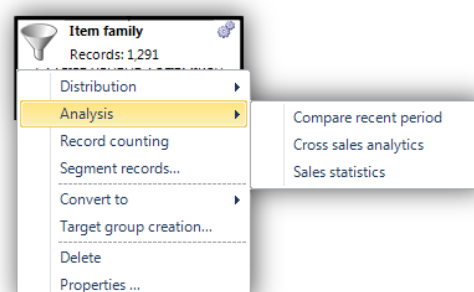 Item family
Records: 1,291
Distribution
Analysis
Record counting
Segment records...
Convert to
Target group creation...
Delete
Properties ...
Compare recent period
Cross sales analytics
Sales statistics